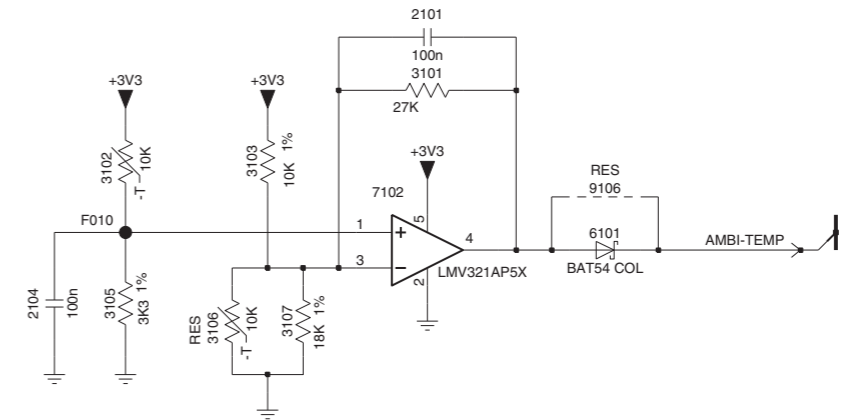 2101
100n
3101
27K
+3V3
+3V3
3102
10K
-T
3103
10K 1%
+3V3
7102
RES
9106
F010
1
+
5
4
6101
AMBI-TEMP
3
−
2
LMV321AP5X
BAT54 COL
2104
100n
3105
3K3 1%
RES
3106
10K
-T
3107
18K 1%